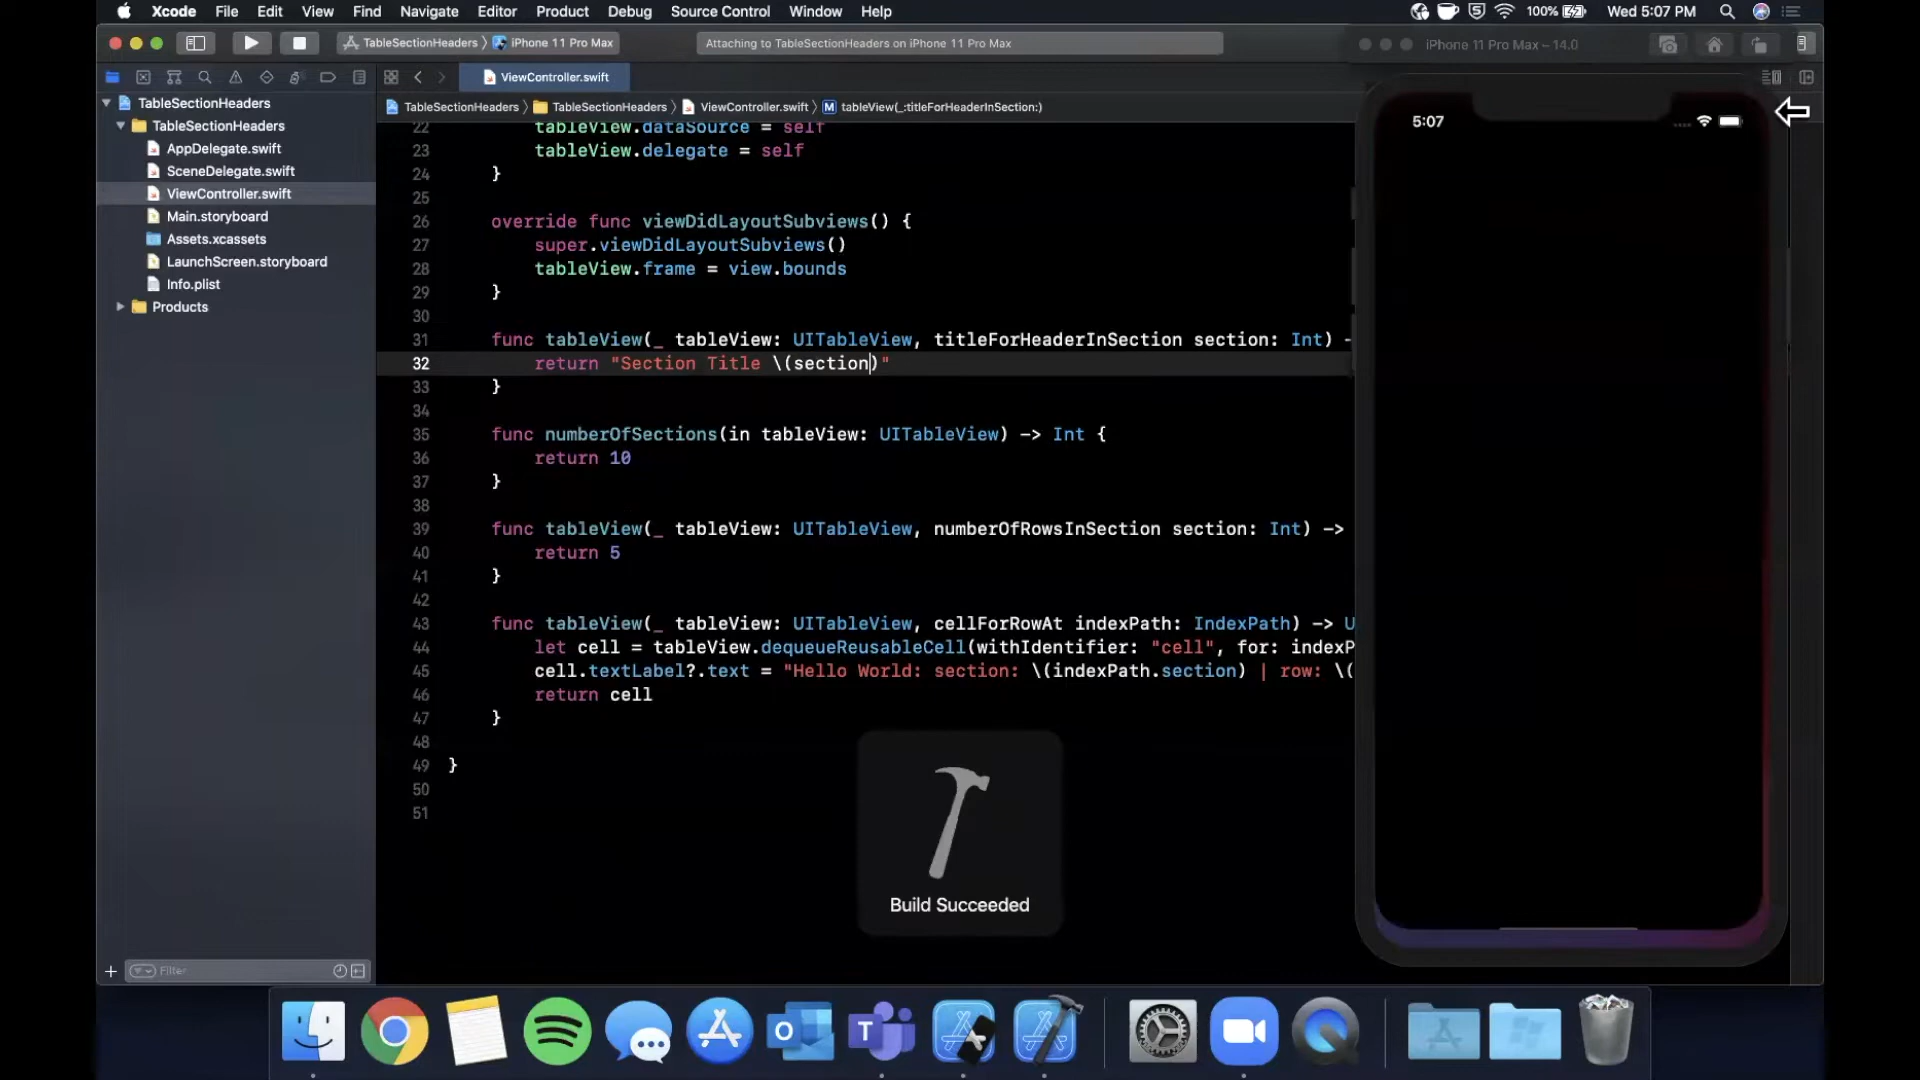 Xcode File Edit View Find Navigate Editor Product Debug Source Control Window Help 100% Wed 5:07 PM
TableSectionHeaders 〉 iPhone 11 Pro Max
Attaching to TableSectionHeaders on iPhone 11 Pro Max
iPhone 11 Pro Max – 14.0
ViewController.swift
TableSectionHeaders 〉 TableSectionHeaders 〉 ViewController.swift 〉 M tableView(_:titleForHeaderInSection:)
TableSectionHeaders
TableSectionHeaders
AppDelegate.swift
SceneDelegate.swift
ViewController.swift
Main.storyboard
Assets.xcassets
LaunchScreen.storyboard
Info.plist
Products
22 tableView.dataSource = self
23 tableView.delegate = self
24 }
25
26 override func viewDidLayoutSubviews() {
27 super.viewDidLayoutSubviews()
28 tableView.frame = view.bounds
29 }
30
31 func tableView(_ tableView: UITableView, titleForHeaderInSection section: Int) -
32 return "Section Title \(section)"
33 }
34
35 func numberOfSections(in tableView: UITableView) -> Int {
36 return 10
37 }
38
39 func tableView(_ tableView: UITableView, numberOfRowsInSection section: Int) ->
40 return 5
41 }
42
43 func tableView(_ tableView: UITableView, cellForRowAt indexPath: IndexPath) -> U
44 let cell = tableView.dequeueReusableCell(withIdentifier: "cell", for: indexP
45 cell.textLabel?.text = "Hello World: section: \(indexPath.section) | row: \(
46 return cell
47 }
48
49 }
50
51
5:07
Build Succeeded
Filter